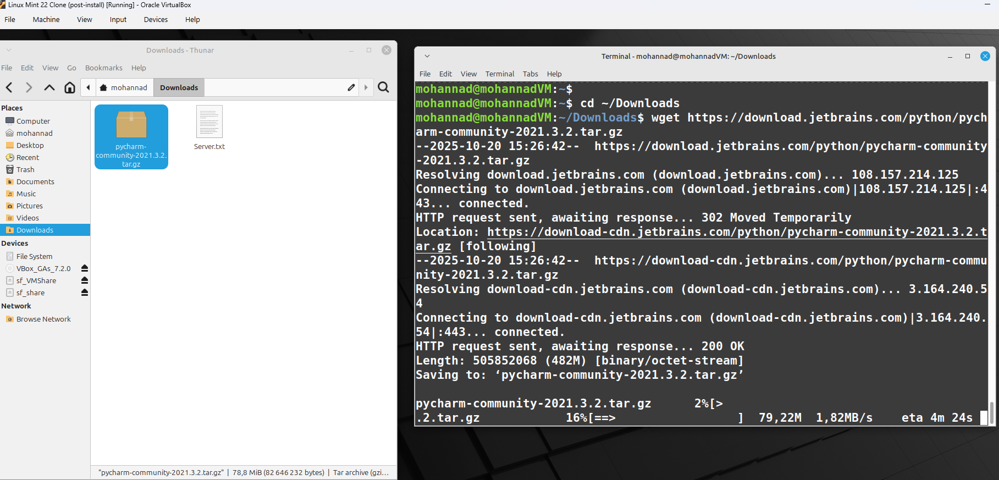 Linux Mint 22 Clone (post-install) [Running] - Oracle VirtualBox
File Machine View Input Devices Help
Downloads - Thunar
File Edit View Go Bookmarks Help
mohannad Downloads
Places
Computer
mohannad
Desktop
Recent
Trash
Documents
Music
Pictures
Videos
Downloads
Devices
File System
VBox_GAs_7.2.0
sf_VMShare
sf_share
Network
Browse Network
pycharm-
community-2021.3.2.
tar.gz
Server.txt
"pycharm-community-2021.3.2.tar.gz" | 78,8 MiB (82 646 232 bytes) | Tar archive (gzi...
Terminal - mohannad@mohannadVM: ~/Downloads
File Edit View Terminal Tabs Help
mohannad@mohannadVM:~$
mohannad@mohannadVM:~$ cd ~/Downloads
mohannad@mohannadVM:~/Downloads$ wget https://download.jetbrains.com/python/pych
arm-community-2021.3.2.tar.gz
--2025-10-20 15:26:42--  https://download.jetbrains.com/python/pycharm-community
-2021.3.2.tar.gz
Resolving download.jetbrains.com (download.jetbrains.com)... 108.157.214.125
Connecting to download.jetbrains.com (download.jetbrains.com)|108.157.214.125|:4
43... connected.
HTTP request sent, awaiting response... 302 Moved Temporarily
Location: https://download-cdn.jetbrains.com/python/pycharm-community-2021.3.2.t
ar.gz [following]
--2025-10-20 15:26:42--  https://download-cdn.jetbrains.com/python/pycharm-commu
nity-2021.3.2.tar.gz
Resolving download-cdn.jetbrains.com (download-cdn.jetbrains.com)... 3.164.240.5
4
Connecting to download-cdn.jetbrains.com (download-cdn.jetbrains.com)|3.164.240.
54|:443... connected.
HTTP request sent, awaiting response... 200 OK
Length: 505852068 (482M) [binary/octet-stream]
Saving to: ‘pycharm-community-2021.3.2.tar.gz’
pycharm-community-2021.3.2.tar.gz      2%[>
.2.tar.gz            16%[==>                 ]  79,22M  1,82MB/s    eta 4m 24s